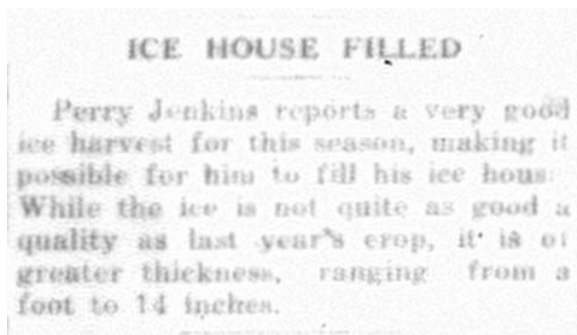 ICE HOUSE FILLED
Perry Jenkins reports a very good
ice harvest for this season, making it
possible for him to fill his ice hous
While the ice is not quite as good a
quality as last year's crop, it is of
greater thickness, ranging from a
foot to 14 inches.